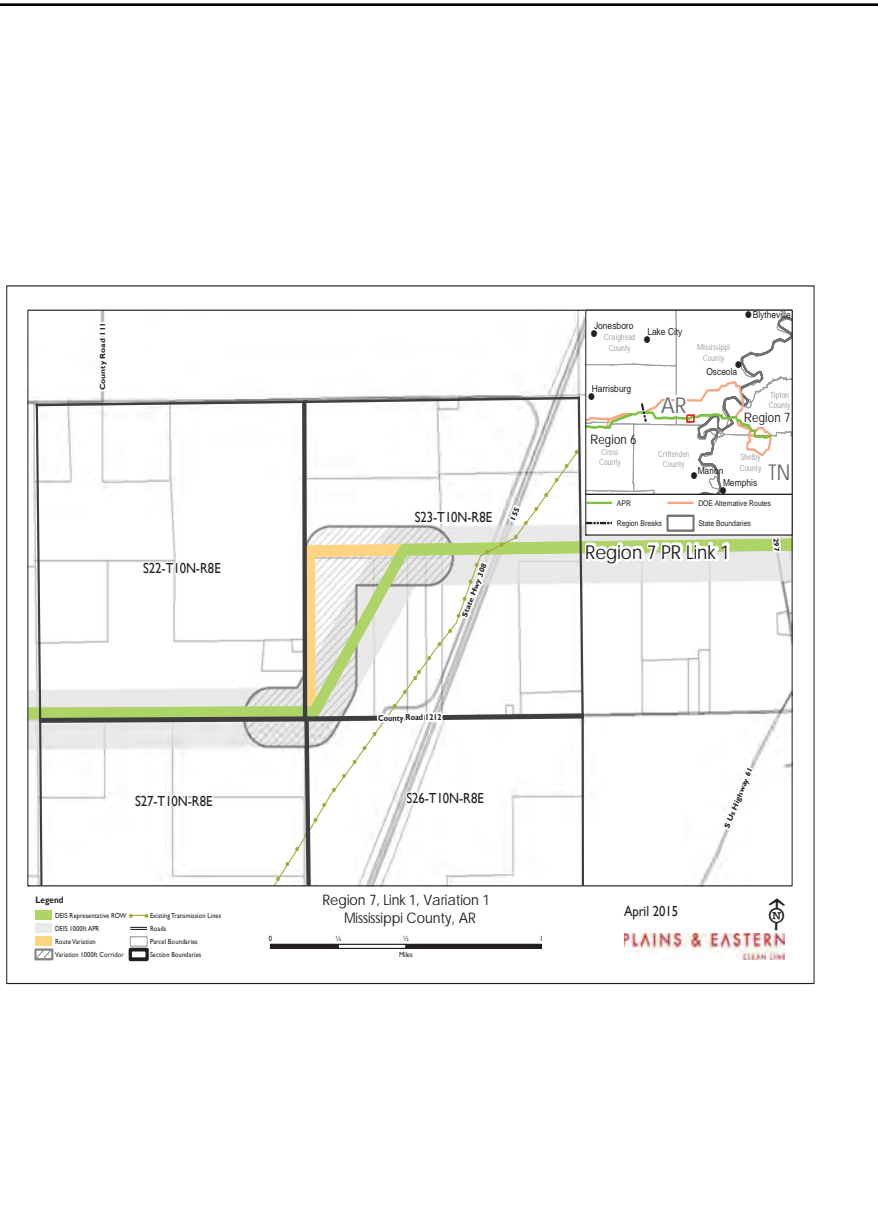 County Road 111
S23-T10N-R8E
155
S22-T10N-R8E
State Hwy 308
Region 7 PR Link 1
297
County Road 1212
S27-T10N-R8E
S26-T10N-R8E
S Us Highway 61
Blytheville
Jonesboro
Lake City
Craighead
County
Mississippi
County
Osceola
Harrisburg
Tipton
County
AR
Region 7
Region 6
Cross
County
Crittenden
County
Shelby
County
TN
Marion
Memphis
APR
DOE Alternative Routes
Region Breaks
State Boundaries
Legend
DEIS Representative ROW
Existing Transmission Lines
DEIS 1000ft APR
Roads
Route Variation
Parcel Boundaries
Variation 1000ft Corridor
Section Boundaries
Region 7, Link 1, Variation 1
Mississippi County, AR
0 ¼ ½ 1
Miles
April 2015
N
PLAINS & EASTERN
CLEAN LINE